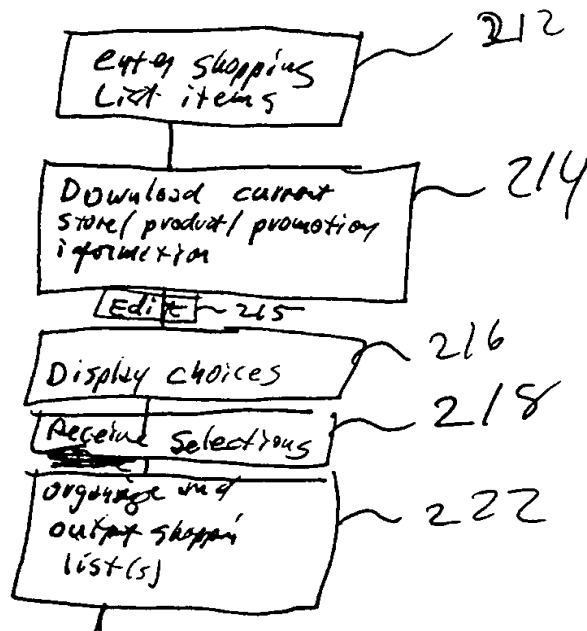 212
Enter shopping
List items
214
Download current
store/product/promotion
information
Edit 215
216
Display choices
218
Receive Selections
organize and
222
output shoppi
list(s)